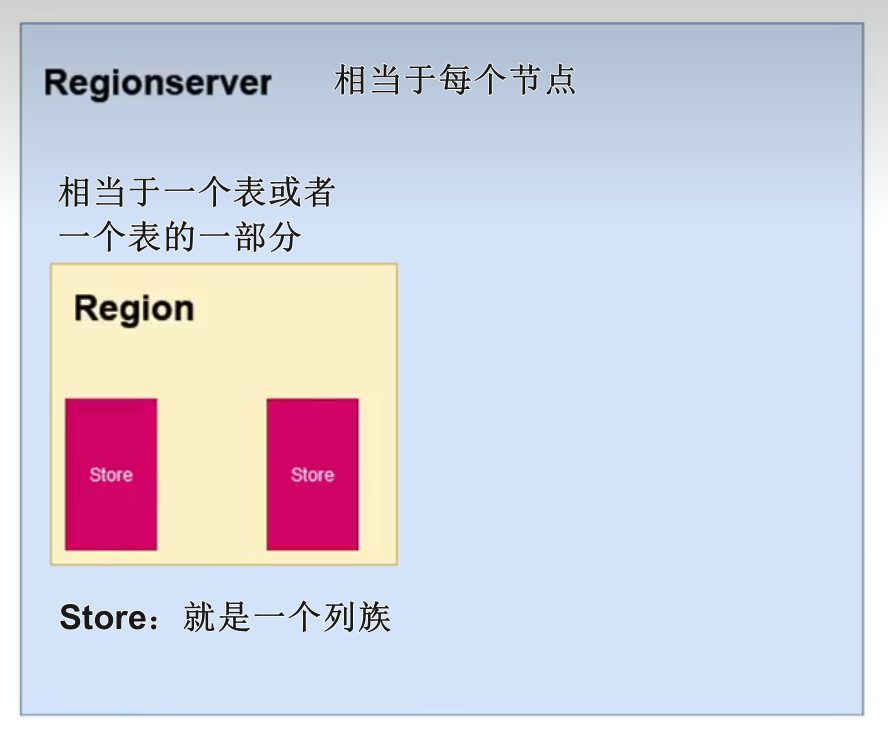 Regionserver 相当于每个节点
相当于一个表或者
一个表的一部分
Region
Store
Store
Store：就是一个列族